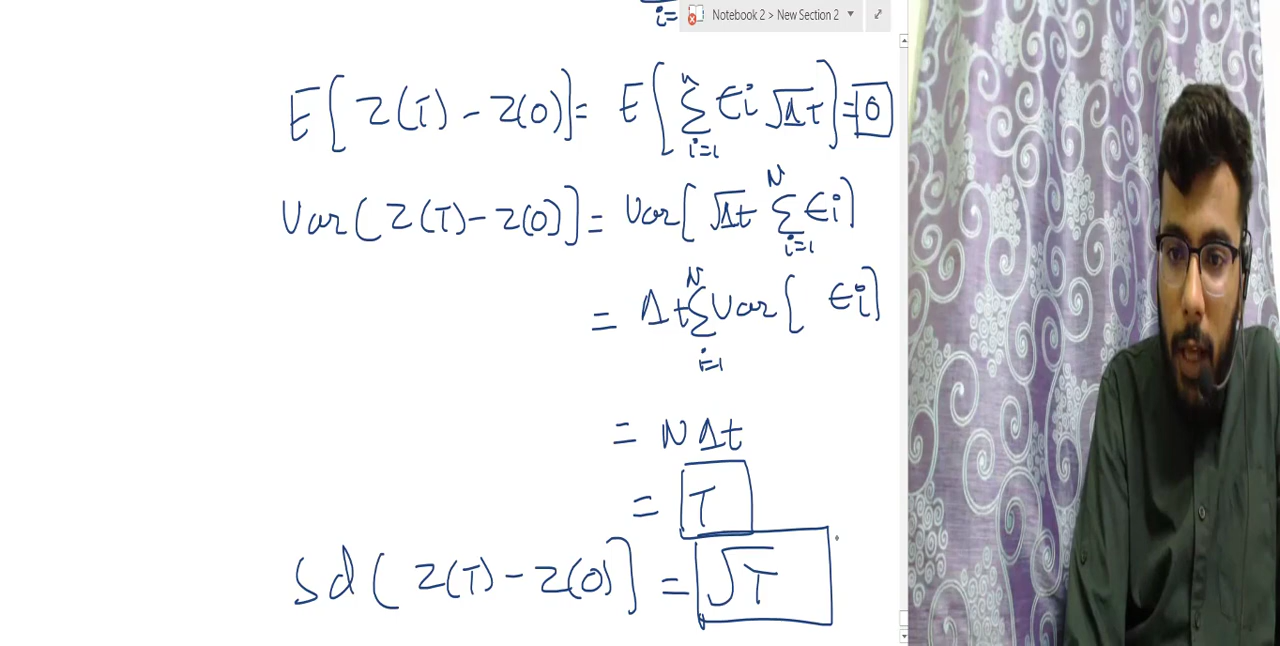 i=
Notebook 2 > New Section 2
E[Z(T) - Z(0)] = E[∑ i=1 n ϵi √Δt] = 0
Var(Z(T) - Z(0)] = Var[√Δt ∑ i=1 N ϵi]
= Δt ∑ i=1 N Var[ϵi]
= N Δt
= T
Sd(Z(T) - Z(0)] = √T